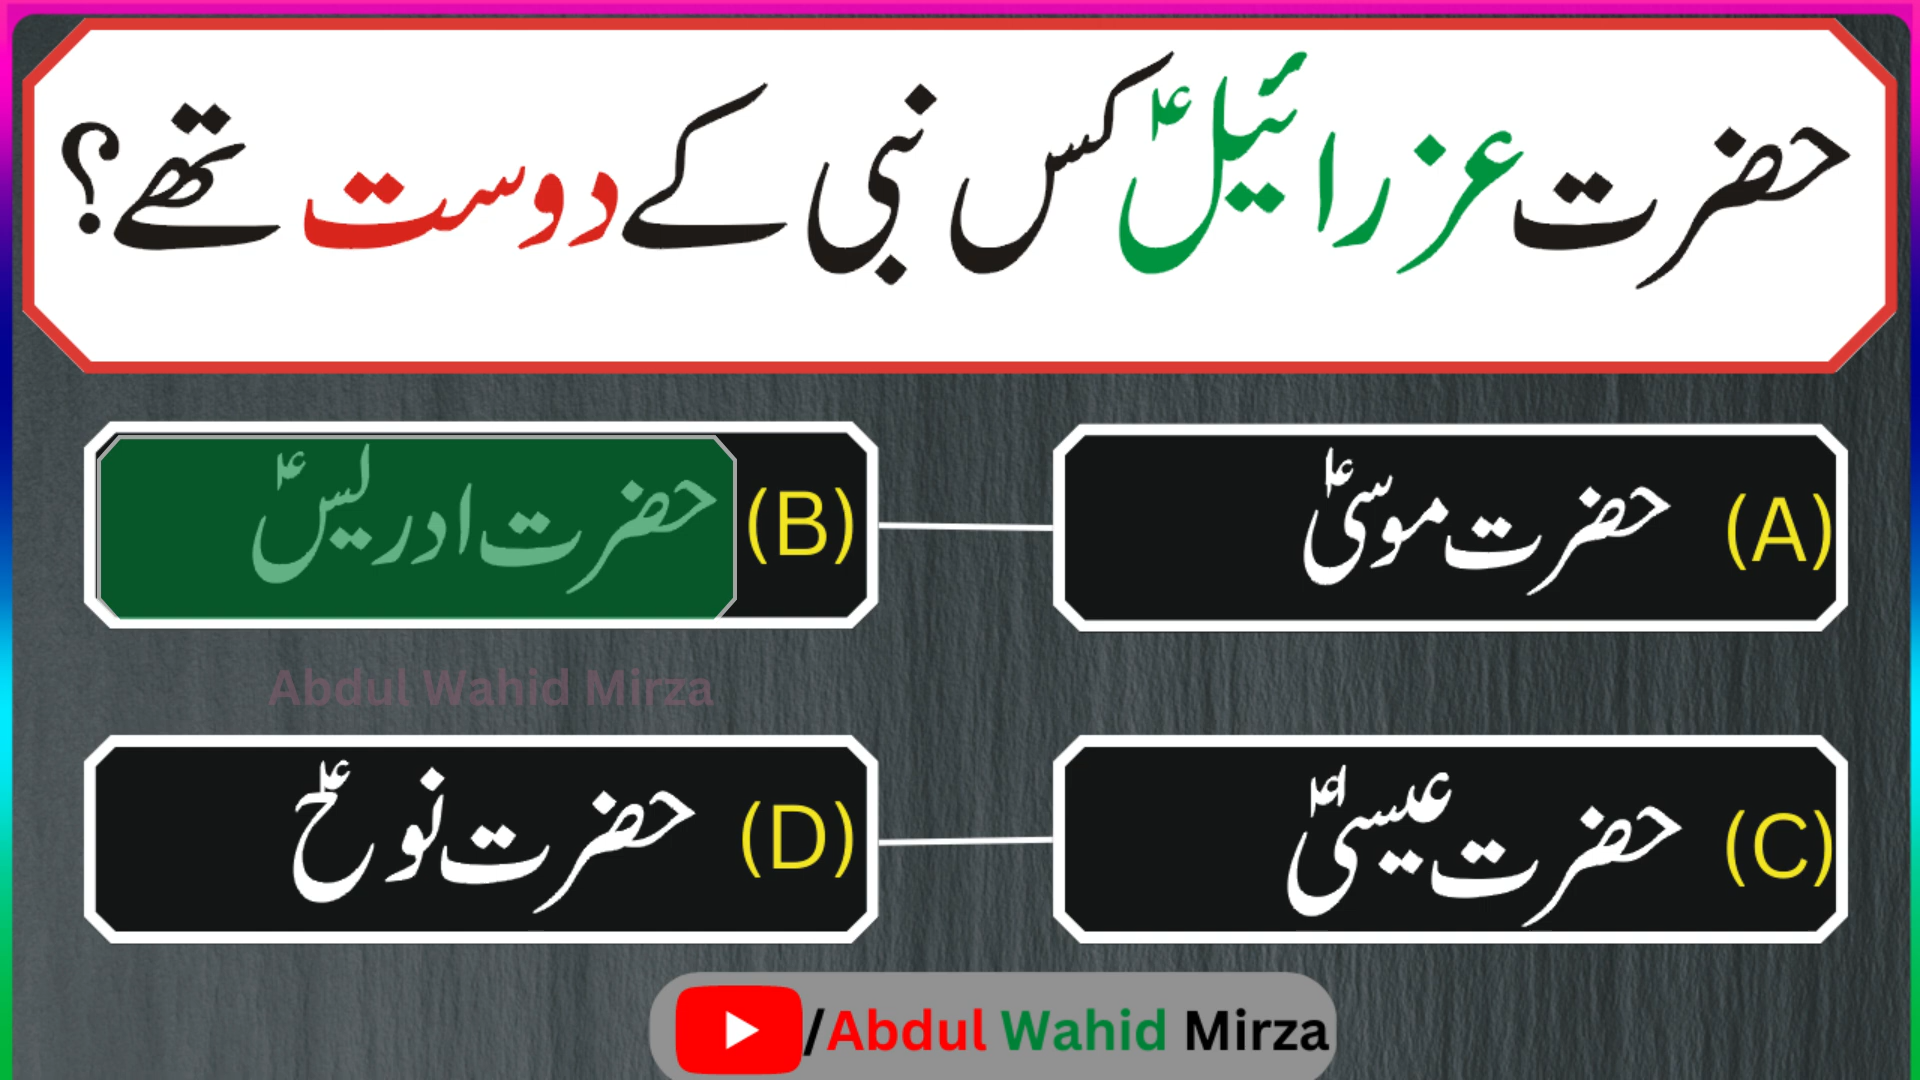 حضرت عزرائیلؑ کس نبی کے دوست تھے؟
(A) حضرت موسیٰؑ
(B) حضرت ادریسؑ
Abdul Wahid Mirza
(C) حضرت عیسیٰؑ
(D) حضرت نوحؑ
/Abdul Wahid Mirza